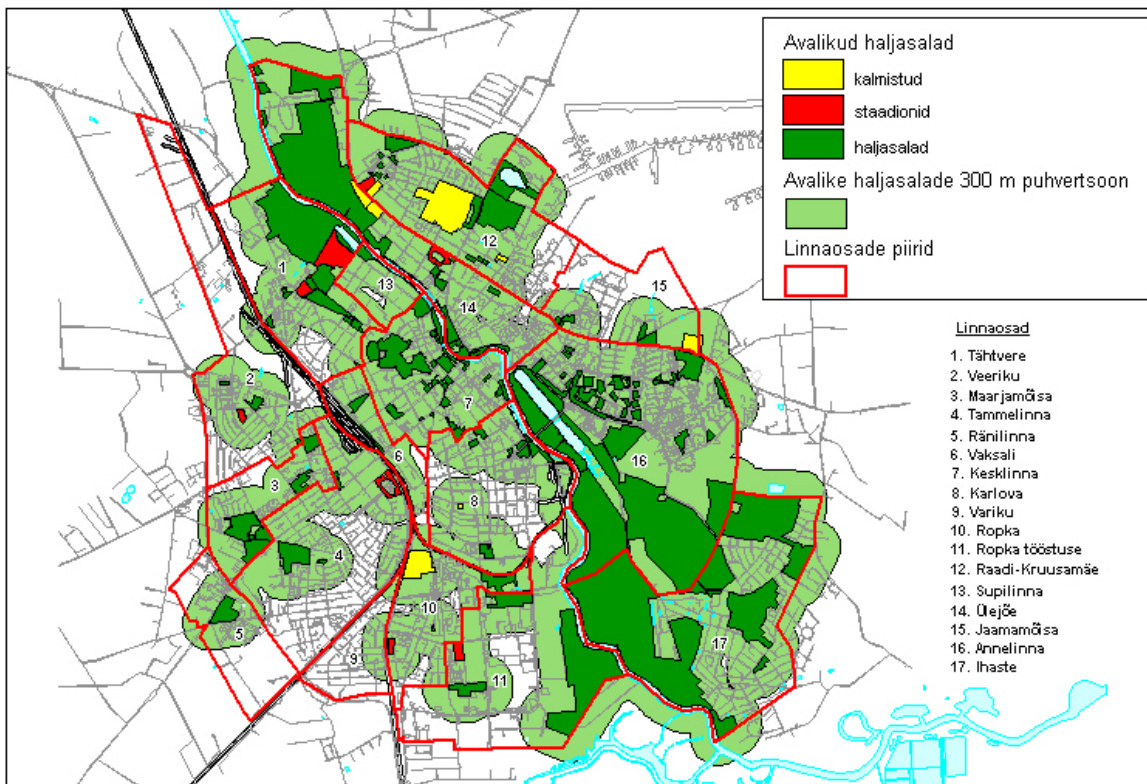 Avalikud haljasalad
kalmistud
staadionid
haljasalad
Avalike haljasalade 300 m puhvertsoon
Linnaosade piirid
Linnaosad
1. Tähtvere
2. Veeriku
3. Maarjamõisa
4. Tammelinna
5. Ränilinna
6. Vaksali
7. Kesklinna
8. Karlova
9. Variku
10. Ropka
11. Ropka tööstuse
12. Raadi-Kruusamäe
13. Supilinna
14. Ülejõe
15. Jaamamõisa
16. Annelinna
17. Ihaste
12
15
1
13
14
2
7
16
6
3
8
4
10
5
9
17
11